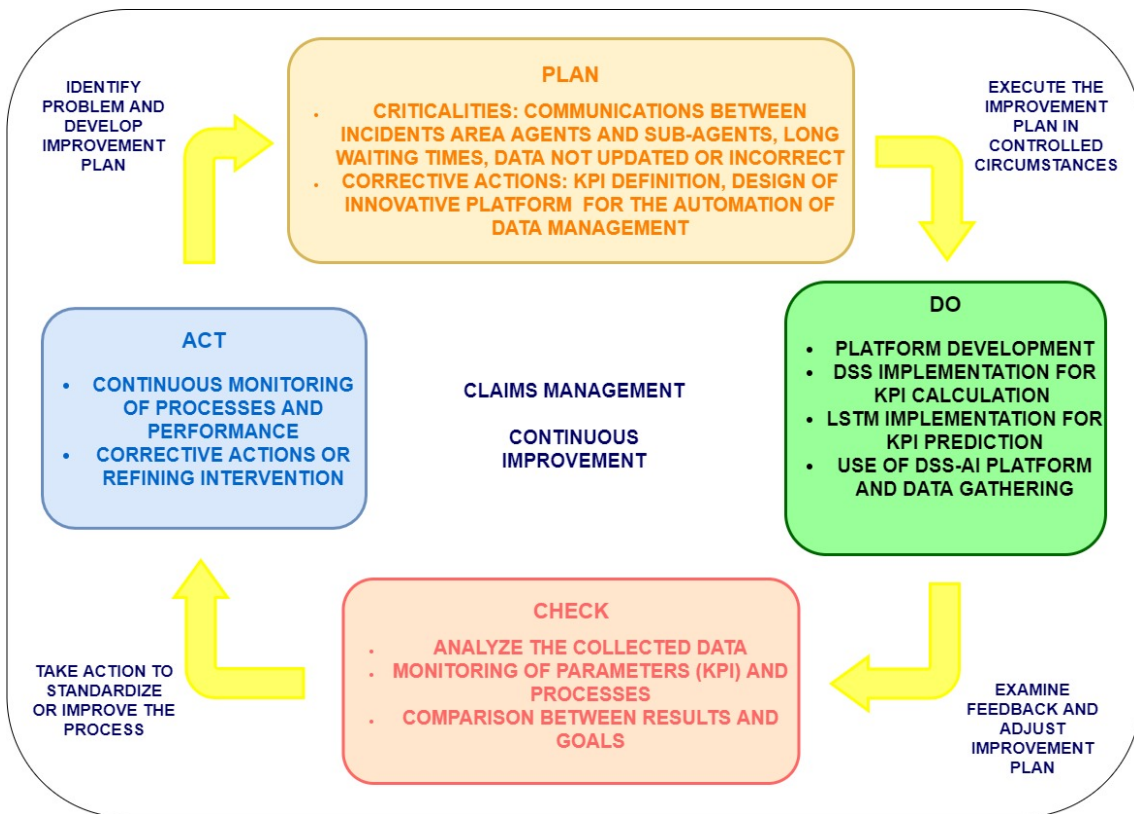 IDENTIFY
PROBLEM AND
DEVELOP
IMPROVEMENT
PLAN
PLAN
• CRITICALITIES: COMMUNICATIONS BETWEEN
INCIDENTS AREA AGENTS AND SUB-AGENTS, LONG
WAITING TIMES, DATA NOT UPDATED OR INCORRECT
• CORRECTIVE ACTIONS: KPI DEFINITION, DESIGN OF
INNOVATIVE PLATFORM FOR THE AUTOMATION OF
DATA MANAGEMENT
EXECUTE THE
IMPROVEMENT
PLAN IN
CONTROLLED
CIRCUMSTANCES
ACT
• CONTINUOUS MONITORING
OF PROCESSES AND
PERFORMANCE
• CORRECTIVE ACTIONS OR
REFINING INTERVENTION
CLAIMS MANAGEMENT
CONTINUOUS
IMPROVEMENT
DO
• PLATFORM DEVELOPMENT
• DSS IMPLEMENTATION FOR
KPI CALCULATION
• LSTM IMPLEMENTATION FOR
KPI PREDICTION
• USE OF DSS-AI PLATFORM
AND DATA GATHERING
TAKE ACTION TO
STANDARDIZE
OR IMPROVE THE
PROCESS
CHECK
• ANALYZE THE COLLECTED DATA
• MONITORING OF PARAMETERS (KPI) AND
PROCESSES
• COMPARISON BETWEEN RESULTS AND
GOALS
EXAMINE
FEEDBACK AND
ADJUST
IMPROVEMENT
PLAN